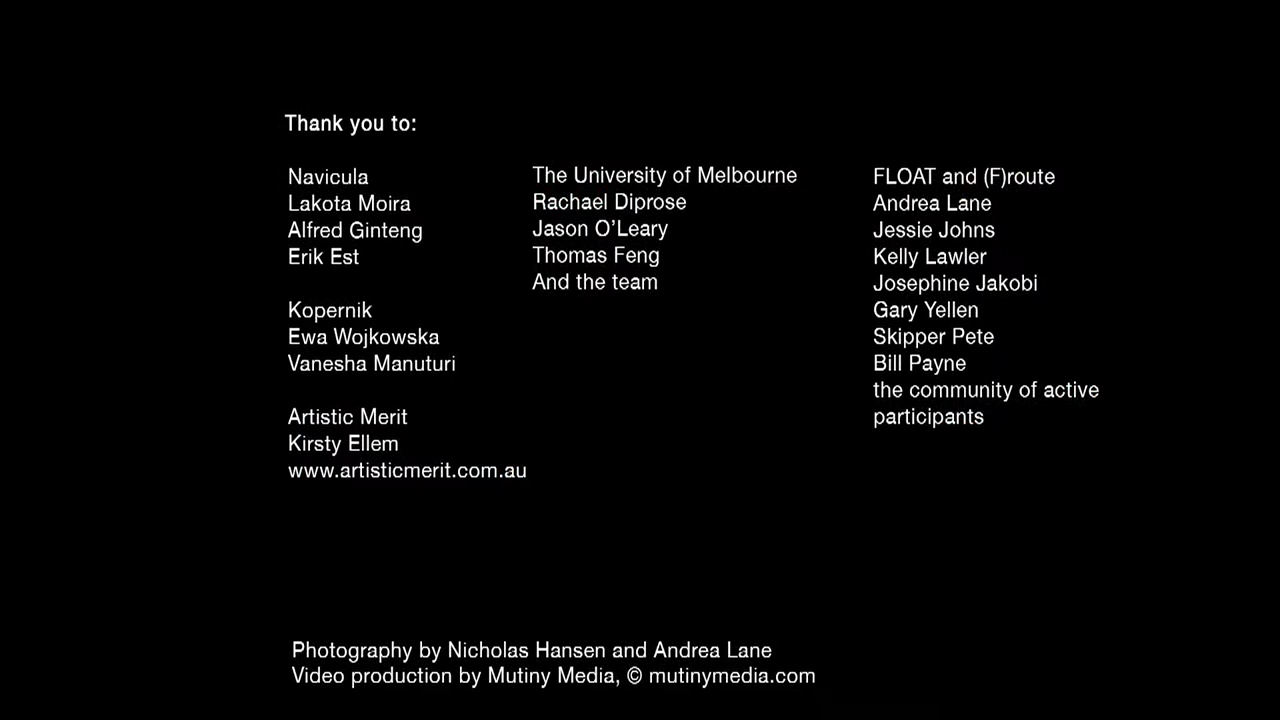 Thank you to:
Navicula
Lakota Moira
Alfred Ginteng
Erik Est
Kopernik
Ewa Wojkowska
Vanesha Manuturi
Artistic Merit
Kirsty Ellem
www.artisticmerit.com.au
The University of Melbourne
Rachael Diprose
Jason O’Leary
Thomas Feng
And the team
FLOAT and (F)route
Andrea Lane
Jessie Johns
Kelly Lawler
Josephine Jakobi
Gary Yellen
Skipper Pete
Bill Payne
the community of active
participants
Photography by Nicholas Hansen and Andrea Lane
Video production by Mutiny Media, © mutinymedia.com